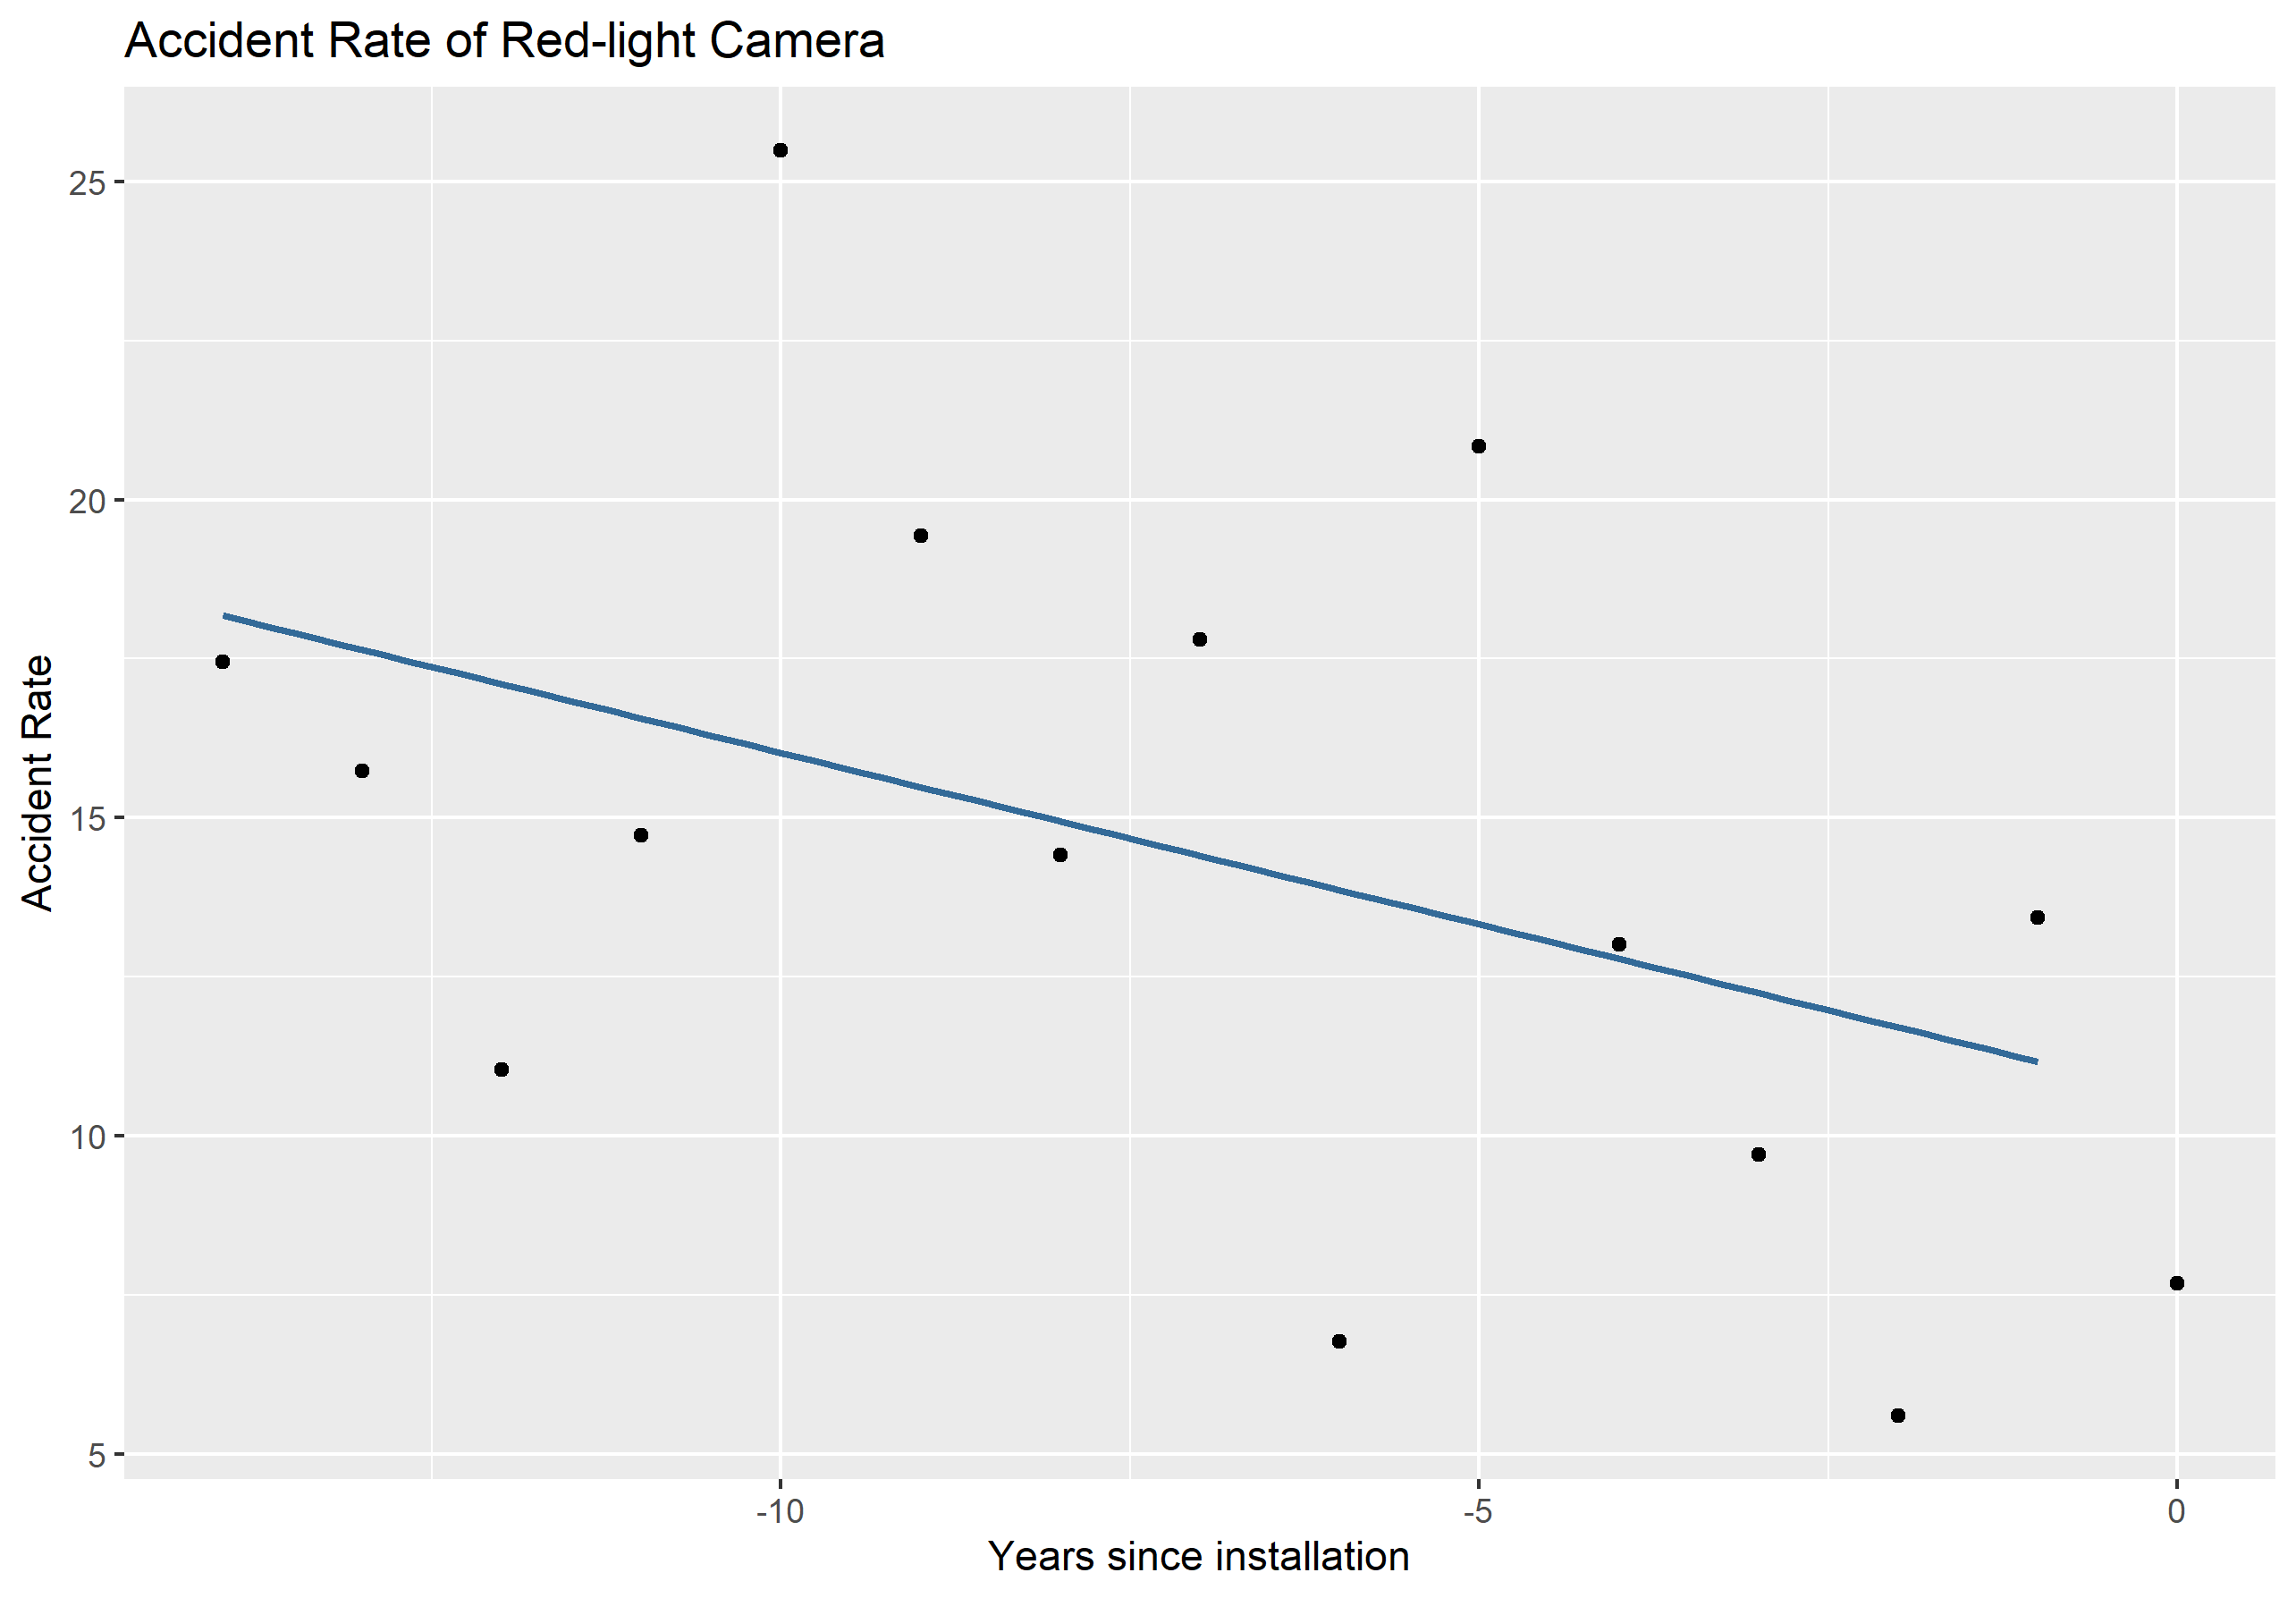 Accident Rate of Red-light Camera
25
20
15
10
5
Accident Rate
-10
-5
0
Years since installation